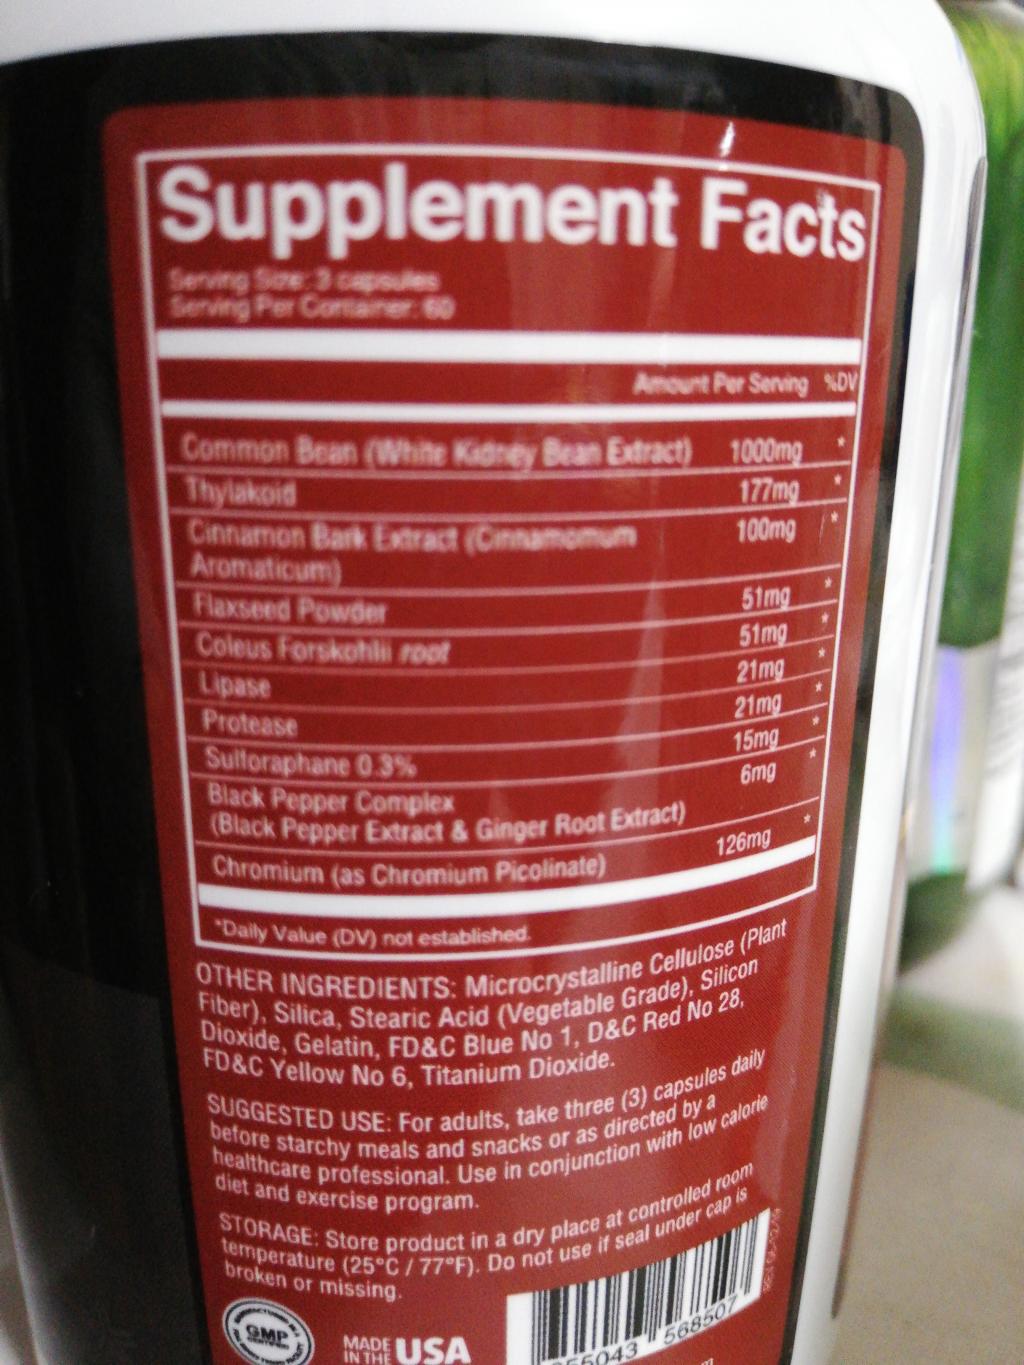 Supplement Facts
Serving Size: 3 capsules
Serving Per Container: 60
Amount Per Serving %DV
Common Bean (White Kidney Bean Extract) 1000mg *
Thylakoid 177mg *
Cinnamon Bark Extract (Cinnamomum 100mg *
Aromaticum)
Flaxseed Powder 51mg *
Coleus Forskohlii root 51mg *
Lipase 21mg *
Protease 21mg *
Sulforaphane 0.3% 15mg *
Black Pepper Complex 6mg *
(Black Pepper Extract & Ginger Root Extract)
Chromium (as Chromium Picolinate) 126mg *
*Daily Value (DV) not established.
OTHER INGREDIENTS: Microcrystalline Cellulose (Plant
Fiber), Silica, Stearic Acid (Vegetable Grade), Silicon
Dioxide, Gelatin, FD&C Blue No 1, D&C Red No 28,
FD&C Yellow No 6, Titanium Dioxide.
SUGGESTED USE: For adults, take three (3) capsules daily
before starchy meals and snacks or as directed by a
healthcare professional. Use in conjunction with low calorie
diet and exercise program.
STORAGE: Store product in a dry place at controlled room
temperature (25°C / 77°F). Do not use if seal under cap is
broken or missing.
GMP
MADE
IN THE USA
55043 568507